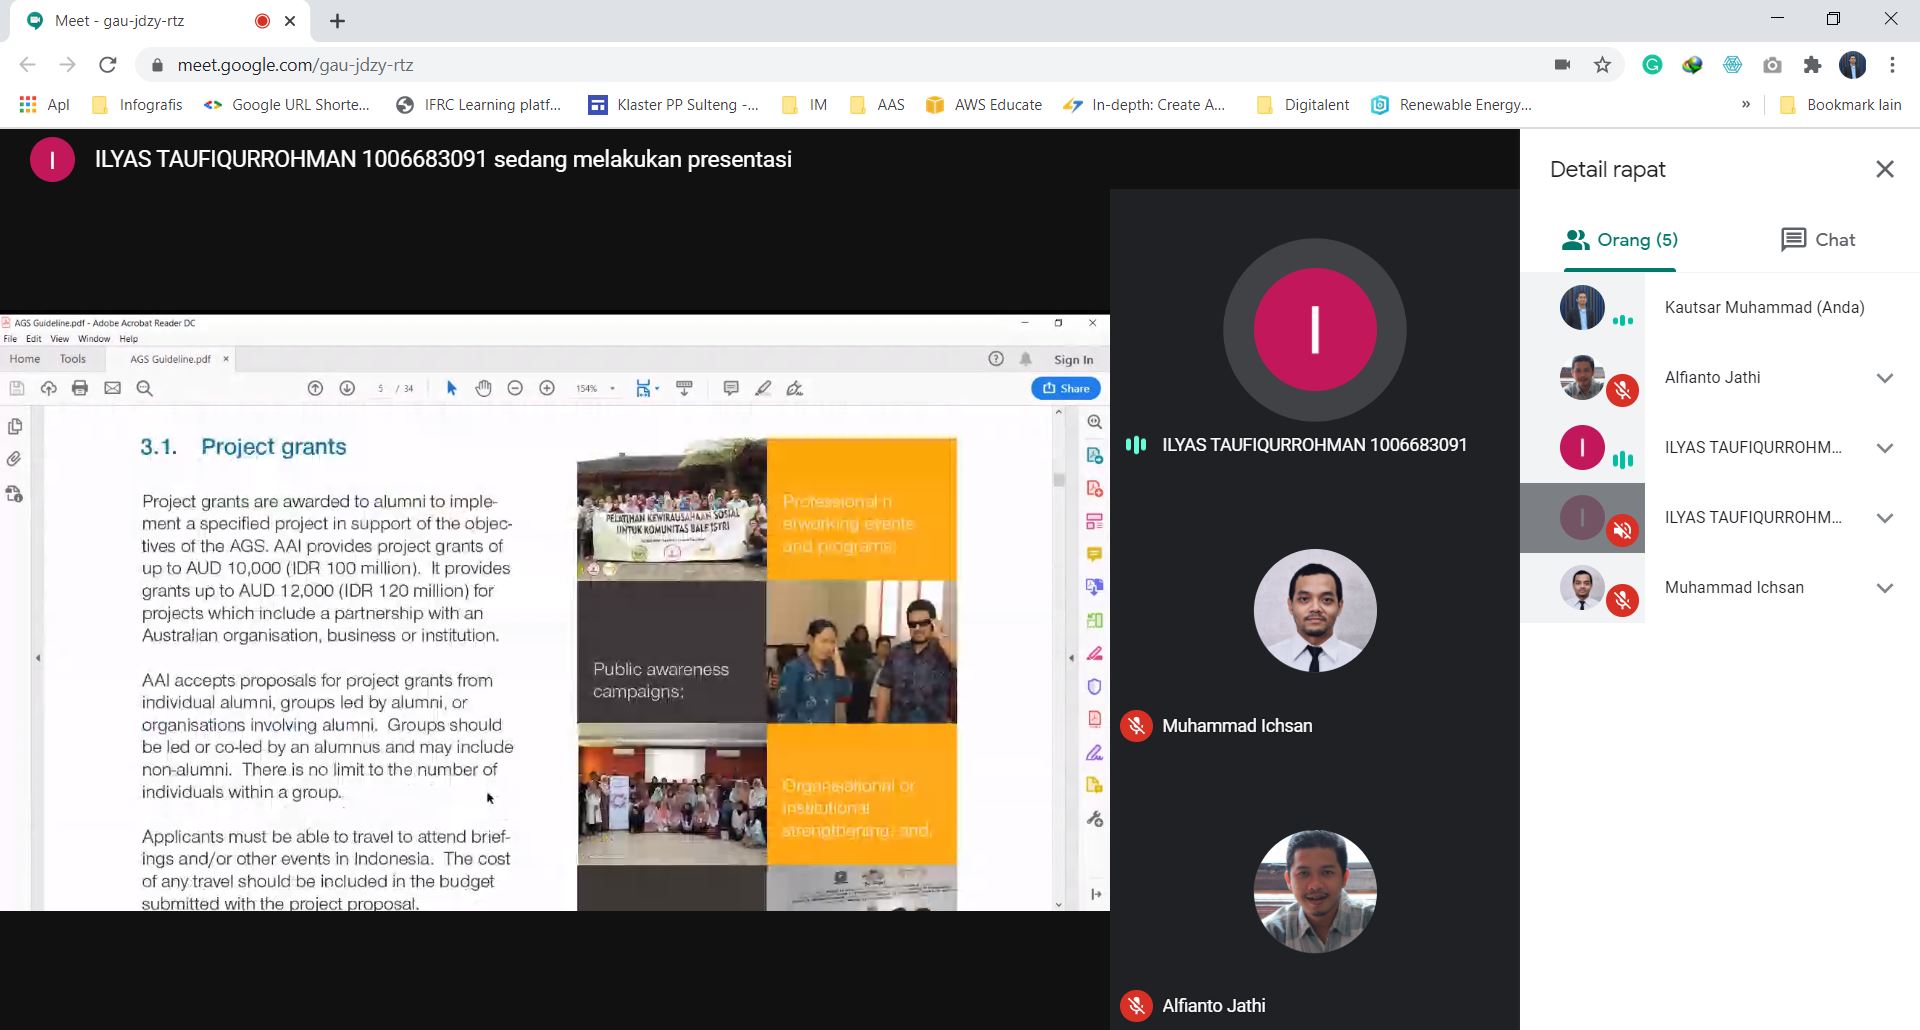 Meet - gau-jdzy-rtz
meet.google.com/gau-jdzy-rtz
Apl
Infografis
Google URL Shorte...
IFRC Learning platf...
Klaster PP Sulteng -...
IM
AAS
AWS Educate
In-depth: Create A...
Digitalent
Renewable Energy...
»
Bookmark lain
I
ILYAS TAUFIQURROHMAN 1006683091 sedang melakukan presentasi
AGS Guideline.pdf - Adobe Acrobat Reader DC
File Edit View Window Help
Home
Tools
AGS Guideline.pdf
Sign In
5 / 34
154%
Share
3.1. Project grants
Project grants are awarded to alumni to imple-
ment a specified project in support of the objec-
tives of the AGS. AAI provides project grants of
up to AUD 10,000 (IDR 100 million). It provides
grants up to AUD 12,000 (IDR 120 million) for
projects which include a partnership with an
Australian organisation, business or institution.
AAI accepts proposals for project grants from
individual alumni, groups led by alumni, or
organisations involving alumni. Groups should
be led or co-led by an alumnus and may include
non-alumni. There is no limit to the number of
individuals within a group.
Applicants must be able to travel to attend brief-
ings and/or other events in Indonesia. The cost
of any travel should be included in the budget
submitted with the project proposal.
PELATIHAN KEWIRAUSAHAAN SOSIAL
UNTUK KOMUNITAS BALE ISTRI
Professional n
etworking events
and programs;
Public awareness
campaigns;
Organisational or
institutional
strengthening; and,
I
ILYAS TAUFIQURROHMAN 1006683091
Muhammad Ichsan
Alfianto Jathi
Detail rapat
Orang (5)
Chat
Kautsar Muhammad (Anda)
Alfianto Jathi
I
ILYAS TAUFIQURROHM...
I
ILYAS TAUFIQURROHM...
Muhammad Ichsan